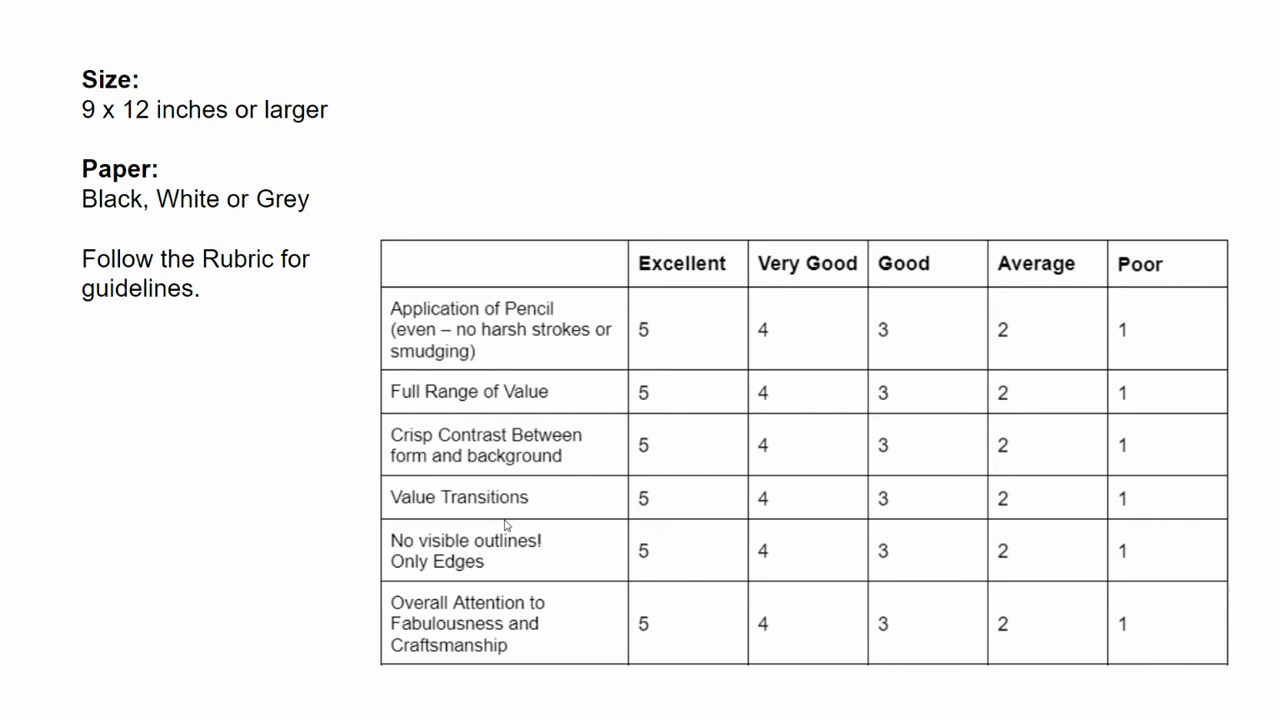 Size:
9 x 12 inches or larger
Paper:
Black, White or Grey
Follow the Rubric for
guidelines.
Excellent Very Good Good Average Poor
Application of Pencil
(even – no harsh strokes or
smudging)
5 4 3 2 1
Full Range of Value 5 4 3 2 1
Crisp Contrast Between
form and background
5 4 3 2 1
Value Transitions 5 4 3 2 1
No visible outlines!
Only Edges
5 4 3 2 1
Overall Attention to
Fabulousness and
Craftsmanship
5 4 3 2 1